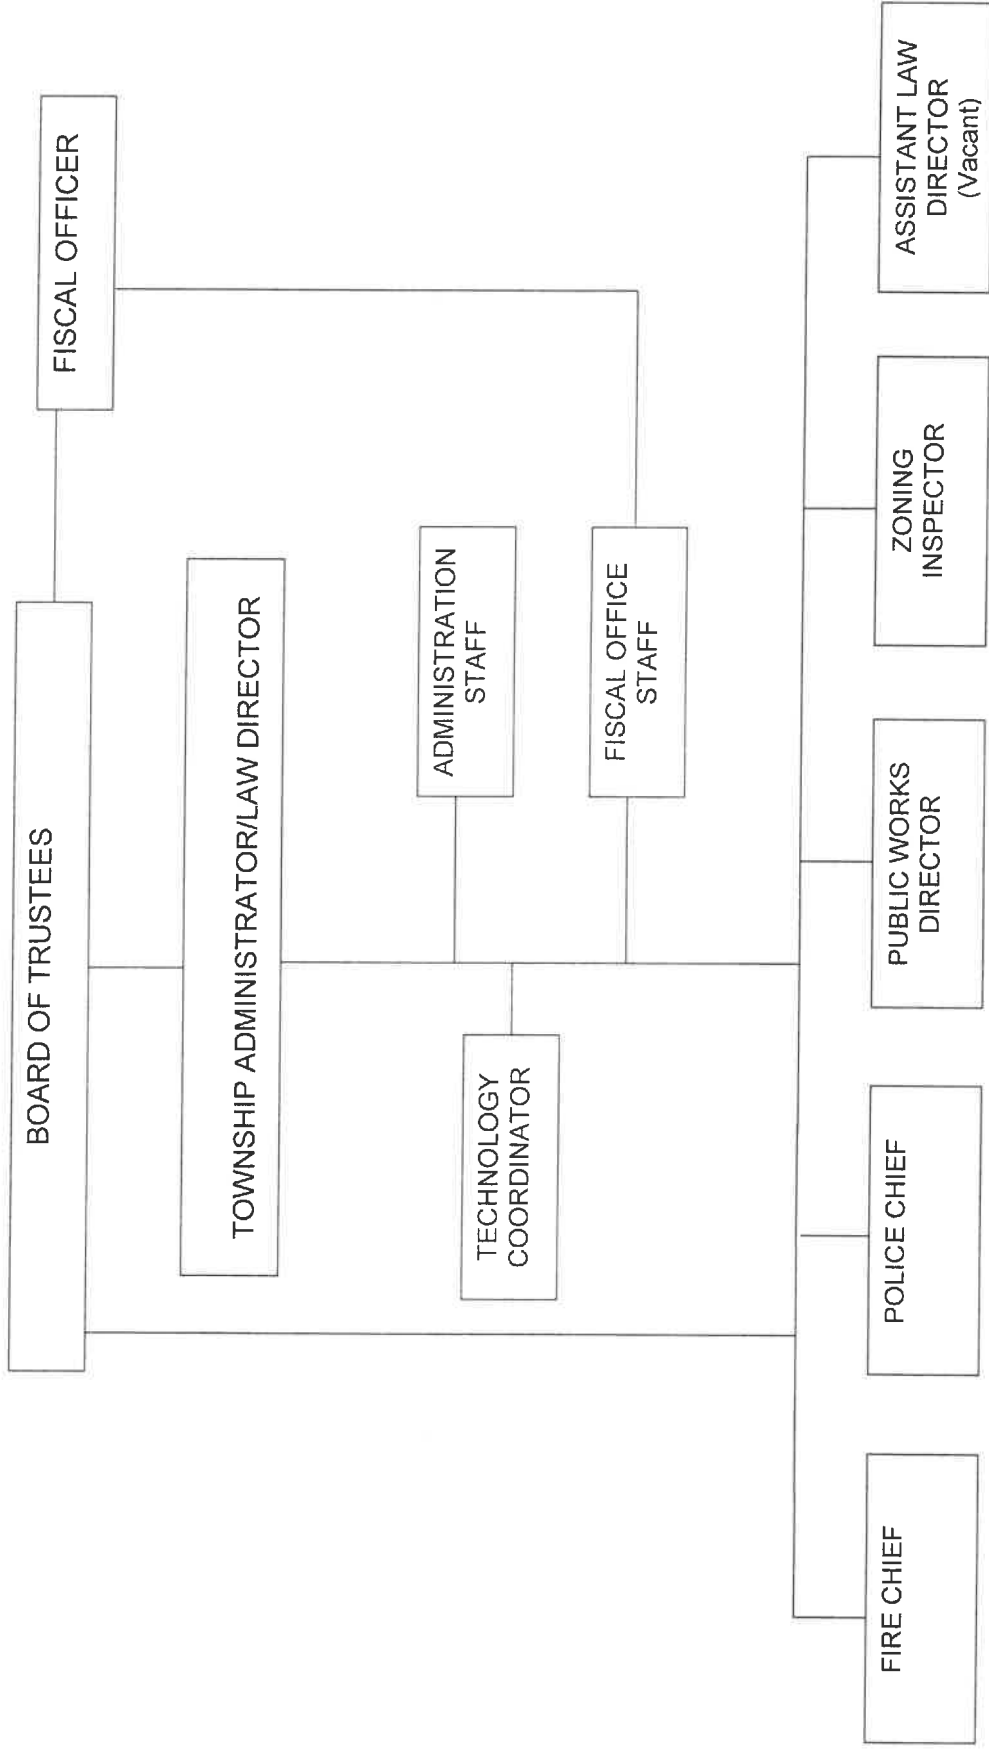 BOARD OF TRUSTEES
FISCAL OFFICER
TOWNSHIP ADMINISTRATOR/LAW DIRECTOR
ADMINISTRATION
STAFF
TECHNOLOGY
COORDINATOR
FISCAL OFFICE
STAFF
FIRE CHIEF
POLICE CHIEF
PUBLIC WORKS
DIRECTOR
ZONING
INSPECTOR
ASSISTANT LAW
DIRECTOR
(Vacant)